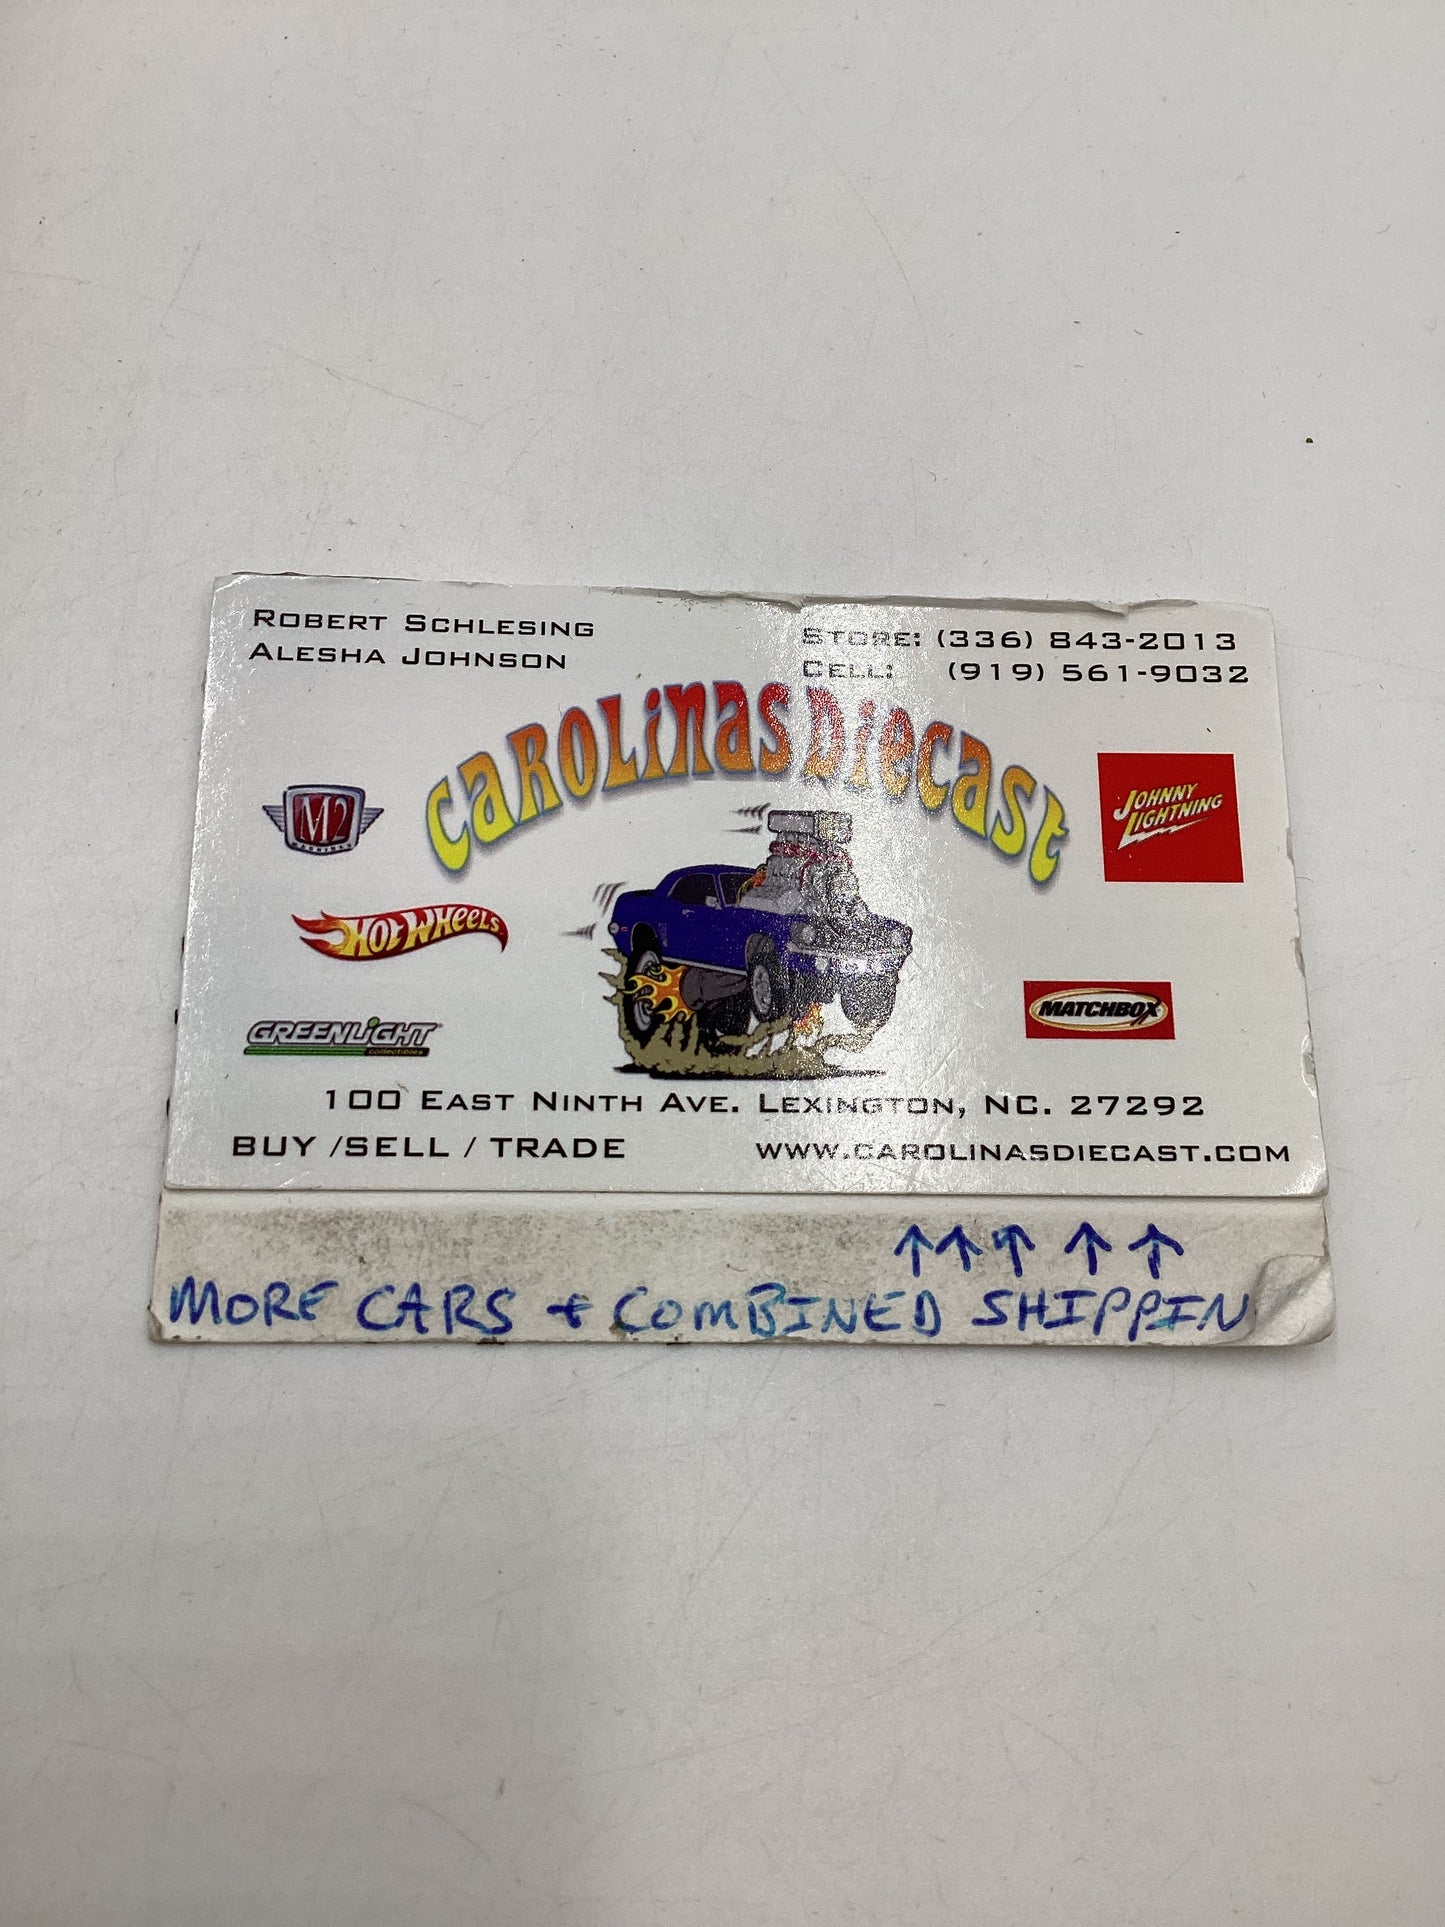 Robert Schlesing
Alesha Johnson
Store: (336) 843-2013
Cell: (919) 561-9032
Carolinas Diecast
M2
MACHINES
Johnny Lightning
Hot Wheels
GREENLIGHT
collectibles
MATCHBOX
100 East Ninth Ave. Lexington, NC. 27292
BUY /SELL / TRADE
www.carolinasdiecast.com
↑↑↑↑↑
MORE CARS + COMBINED SHIPPIN